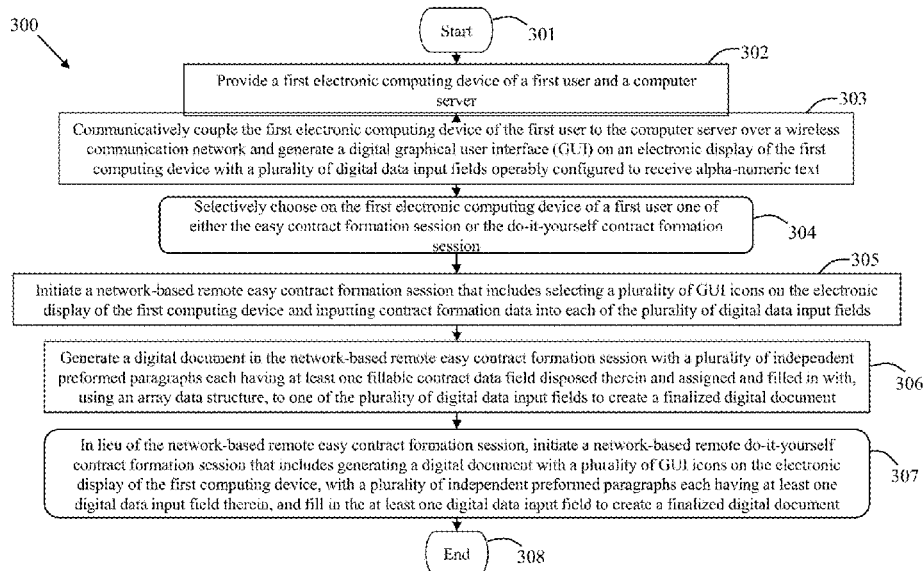 300
Start
301
302
Provide a first electronic computing device of a first user and a computer
server
303
Communicatively couple the first electronic computing device of the first user to the computer server over a wireless
communication network and generate a digital graphical user interface (GUI) on an electronic display of the first
computing device with a plurality of digital data input fields operably configured to receive alpha-numeric text
Selectively choose on the first electronic computing device of a first user one of
either the easy contract formation session or the do-it-yourself contract formation
session
304
305
Initiate a network-based remote easy contract formation session that includes selecting a plurality of GUI icons on the electronic
display of the first computing device and inputting contract formation data into each of the plurality of digital data input fields
Generate a digital document in the network-based remote easy contract formation session with a plurality of independent
preformed paragraphs each having at least one fillable contract data field disposed therein and assigned and filled in with,
using an array data structure, to one of the plurality of digital data input fields to create a finalized digital document
306
In lieu of the network-based remote easy contract formation session, initiate a network-based remote do-it-yourself
contract formation session that includes generating a digital document with a plurality of GUI icons on the electronic
display of the first computing device, with a plurality of independent preformed paragraphs each having at least one
digital data input field therein, and fill in the at least one digital data input field to create a finalized digital document
307
End
308